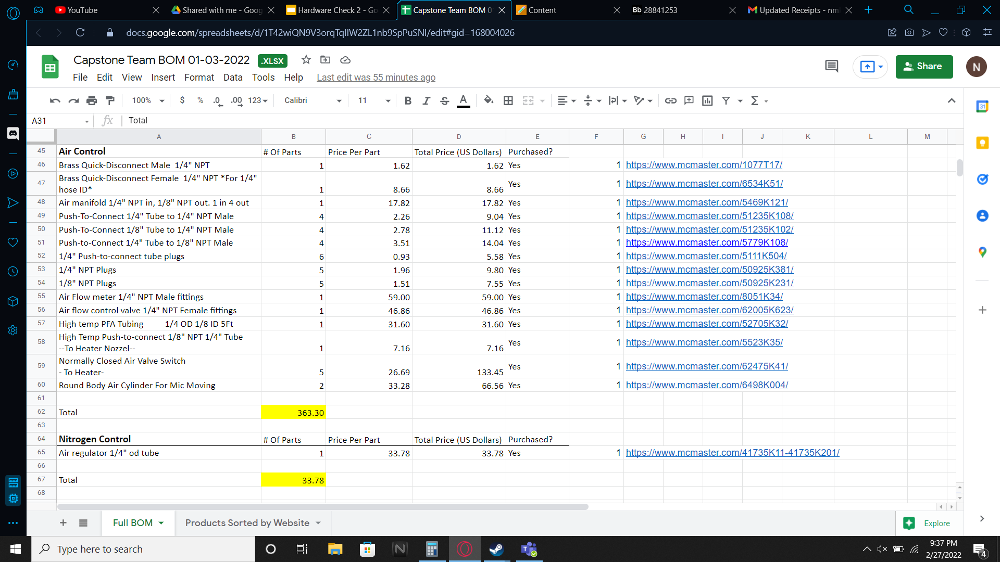 YouTube
Shared with me - Goog
Hardware Check 2 - Go
Capstone Team BOM 0
Content
Bb 28841253
Updated Receipts - nml
docs.google.com/spreadsheets/d/1T42wiQN9V3orqTqIIW2ZL1nb9SpPuSNI/edit#gid=168004026
Capstone Team BOM 01-03-2022 .XLSX
Share
N
File Edit View Insert Format Data Tools Help Last edit was 55 minutes ago
100% $ % .0 .00 123 Calibri 11 B I S A
31
A31 fx Total
A B C D E F G H I J K L M
45 Air Control # Of Parts Price Per Part Total Price (US Dollars) Purchased?
46 Brass Quick-Disconnect Male 1/4" NPT 1 1.62 1.62 Yes 1 https://www.mcmaster.com/1077T17/
47 Brass Quick-Disconnect Female 1/4" NPT *For 1/4"
hose ID* 1 8.66 8.66 Yes 1 https://www.mcmaster.com/6534K51/
48 Air manifold 1/4" NPT in, 1/8" NPT out. 1 in 4 out 1 17.82 17.82 Yes 1 https://www.mcmaster.com/5469K121/
49 Push-To-Connect 1/4" Tube to 1/4" NPT Male 4 2.26 9.04 Yes 1 https://www.mcmaster.com/51235K108/
50 Push-To-Connect 1/8" Tube to 1/4" NPT Male 4 2.78 11.12 Yes 1 https://www.mcmaster.com/51235K102/
51 Push-to-Connect 1/4" Tube to 1/8" NPT Male 4 3.51 14.04 Yes 1 https://www.mcmaster.com/5779K108/
52 1/4" Push-to-connect tube plugs 6 0.93 5.58 Yes 1 https://www.mcmaster.com/5111K504/
53 1/4" NPT Plugs 5 1.96 9.80 Yes 1 https://www.mcmaster.com/50925K381/
54 1/8" NPT Plugs 5 1.51 7.55 Yes 1 https://www.mcmaster.com/50925K231/
55 Air Flow meter 1/4" NPT Male fittings 1 59.00 59.00 Yes 1 https://www.mcmaster.com/8051K34/
56 Air flow control valve 1/4" NPT Female fittings 1 46.86 46.86 Yes 1 https://www.mcmaster.com/62005K623/
57 High temp PFA Tubing 1/4 OD 1/8 ID 5Ft 1 31.60 31.60 Yes 1 https://www.mcmaster.com/52705K32/
58 High Temp Push-to-connect 1/8" NPT 1/4" Tube
--To Heater Nozzel-- 1 7.16 7.16 Yes 1 https://www.mcmaster.com/5523K35/
59 Normally Closed Air Valve Switch
- To Heater- 5 26.69 133.45 Yes 1 https://www.mcmaster.com/62475K41/
60 Round Body Air Cylinder For Mic Moving 2 33.28 66.56 Yes 1 https://www.mcmaster.com/6498K004/
61
62 Total 363.30
63
64 Nitrogen Control # Of Parts Price Per Part Total Price (US Dollars) Purchased?
65 Air regulator 1/4" od tube 1 33.78 33.78 Yes 1 https://www.mcmaster.com/41735K11-41735K201/
66
67 Total 33.78
68
Full BOM Products Sorted by Website Explore
Type here to search
N
9:37 PM
2/27/2022
4